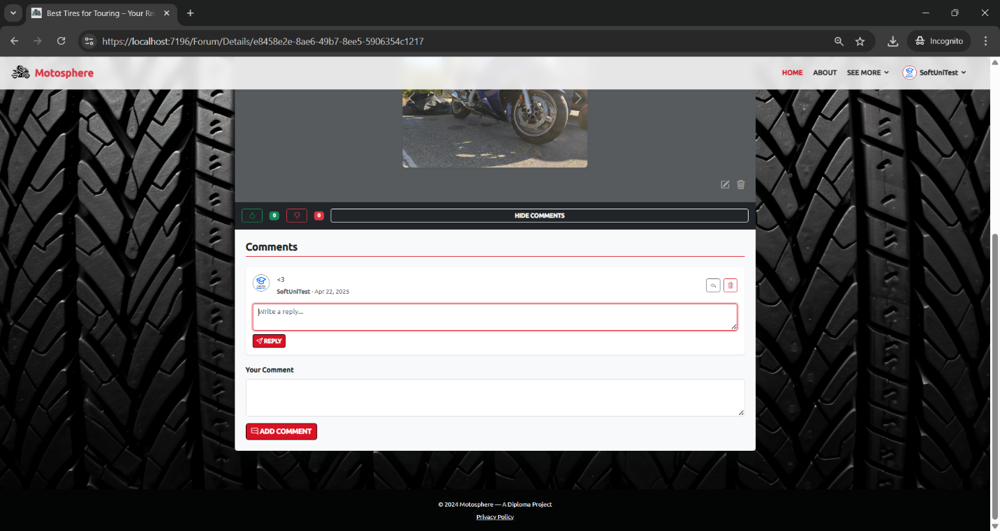 Best Tires for Touring – Your Re
https://localhost:7196/Forum/Details/e8458e2e-8ae6-49b7-8ee5-5906354c1217
Incognito
Motosphere
HOME ABOUT SEE MORE SoftUniTest
0 0 HIDE COMMENTS
Comments
<3
SoftUniTest · Apr 22, 2025
Write a reply...
REPLY
Your Comment
ADD COMMENT
© 2024 Motosphere — A Diploma Project
Privacy Policy